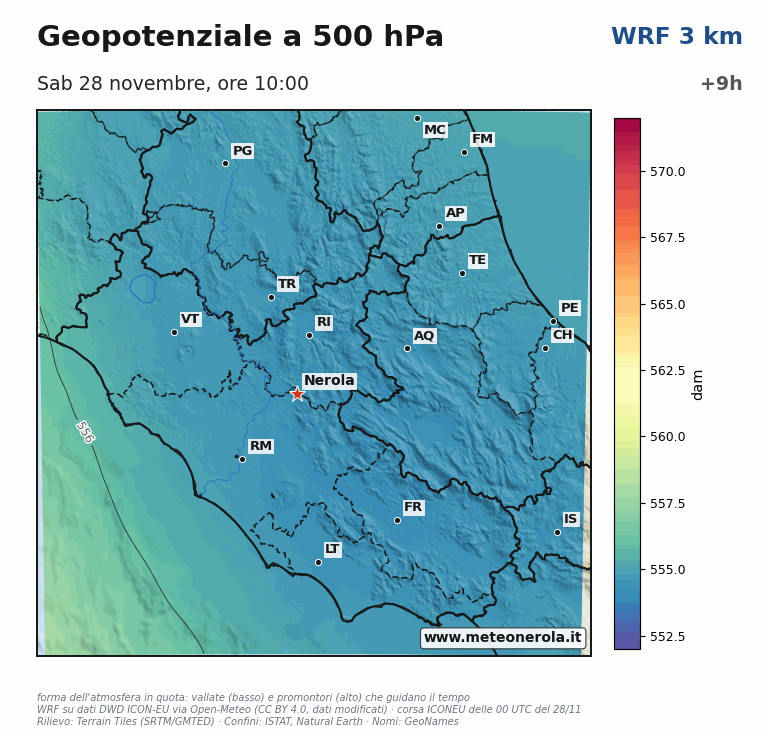 Geopotenziale a 500 hPa
WRF 3 km
Sab 28 novembre, ore 10:00
+9h
MC
FM
PG
AP
TE
TR
PE
VT
RI
CH
AQ
Nerola
556
RM
FR
IS
LT
www.meteonerola.it
570.0
567.5
565.0
562.5
560.0
557.5
555.0
552.5
dam
forma dell'atmosfera in quota: vallate (basso) e promontori (alto) che guidano il tempo
WRF su dati DWD ICON-EU via Open-Meteo (CC BY 4.0, dati modificati) · corsa ICONEU delle 00 UTC del 28/11
Rilievo: Terrain Tiles (SRTM/GMTED) · Confini: ISTAT, Natural Earth · Nomi: GeoNames